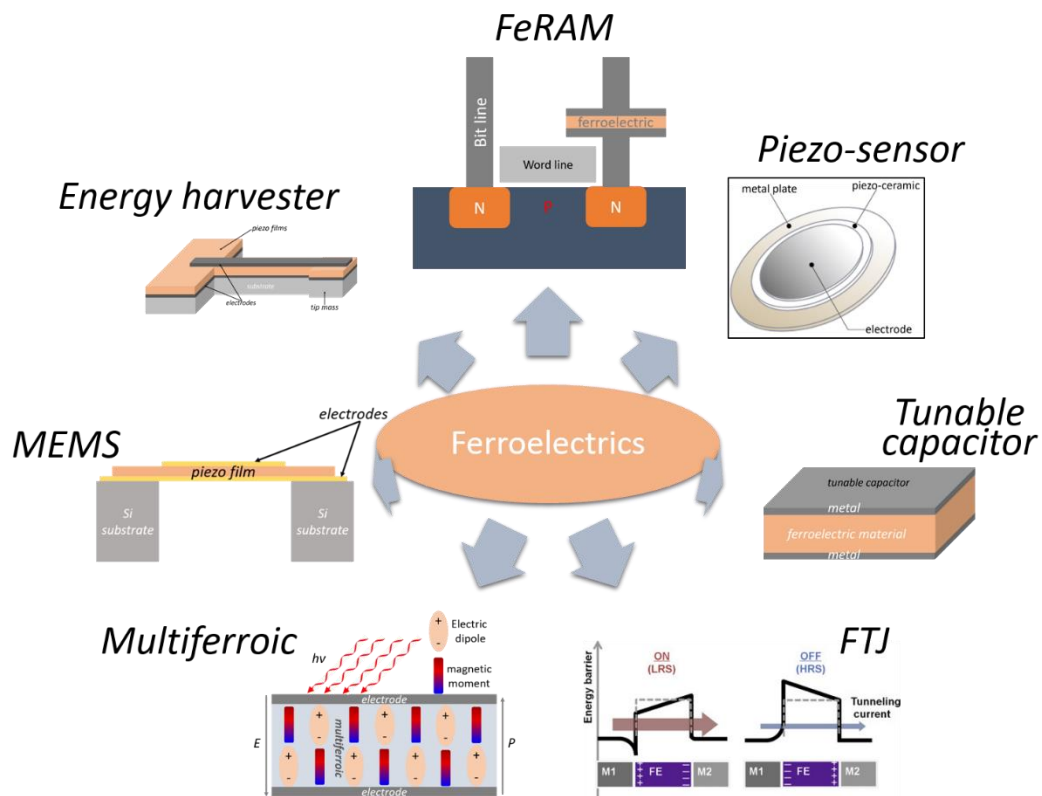 FeRAM
Bit line
ferroelectric
Word line
N
P
N
Piezo-sensor
metal plate
piezo-ceramic
electrode
Energy harvester
piezo films
substrate
electrodes
tip mass
Ferroelectrics
MEMS
electrodes
piezo film
Si
substrate
Si
substrate
Tunable
capacitor
tunable capacitor
metal
ferroelectric material
metal
Multiferroic
hv
+
-
Electric
dipole
magnetic
moment
electrode
E
P
+
-
+
-
+
-
multiferroic
+
-
+
-
+
-
electrode
FTJ
Energy barrier
ON
(LRS)
OFF
(HRS)
Tunneling
current
M1
+
+
+
+
FE
M2
M1
FE
+
+
+
+
M2